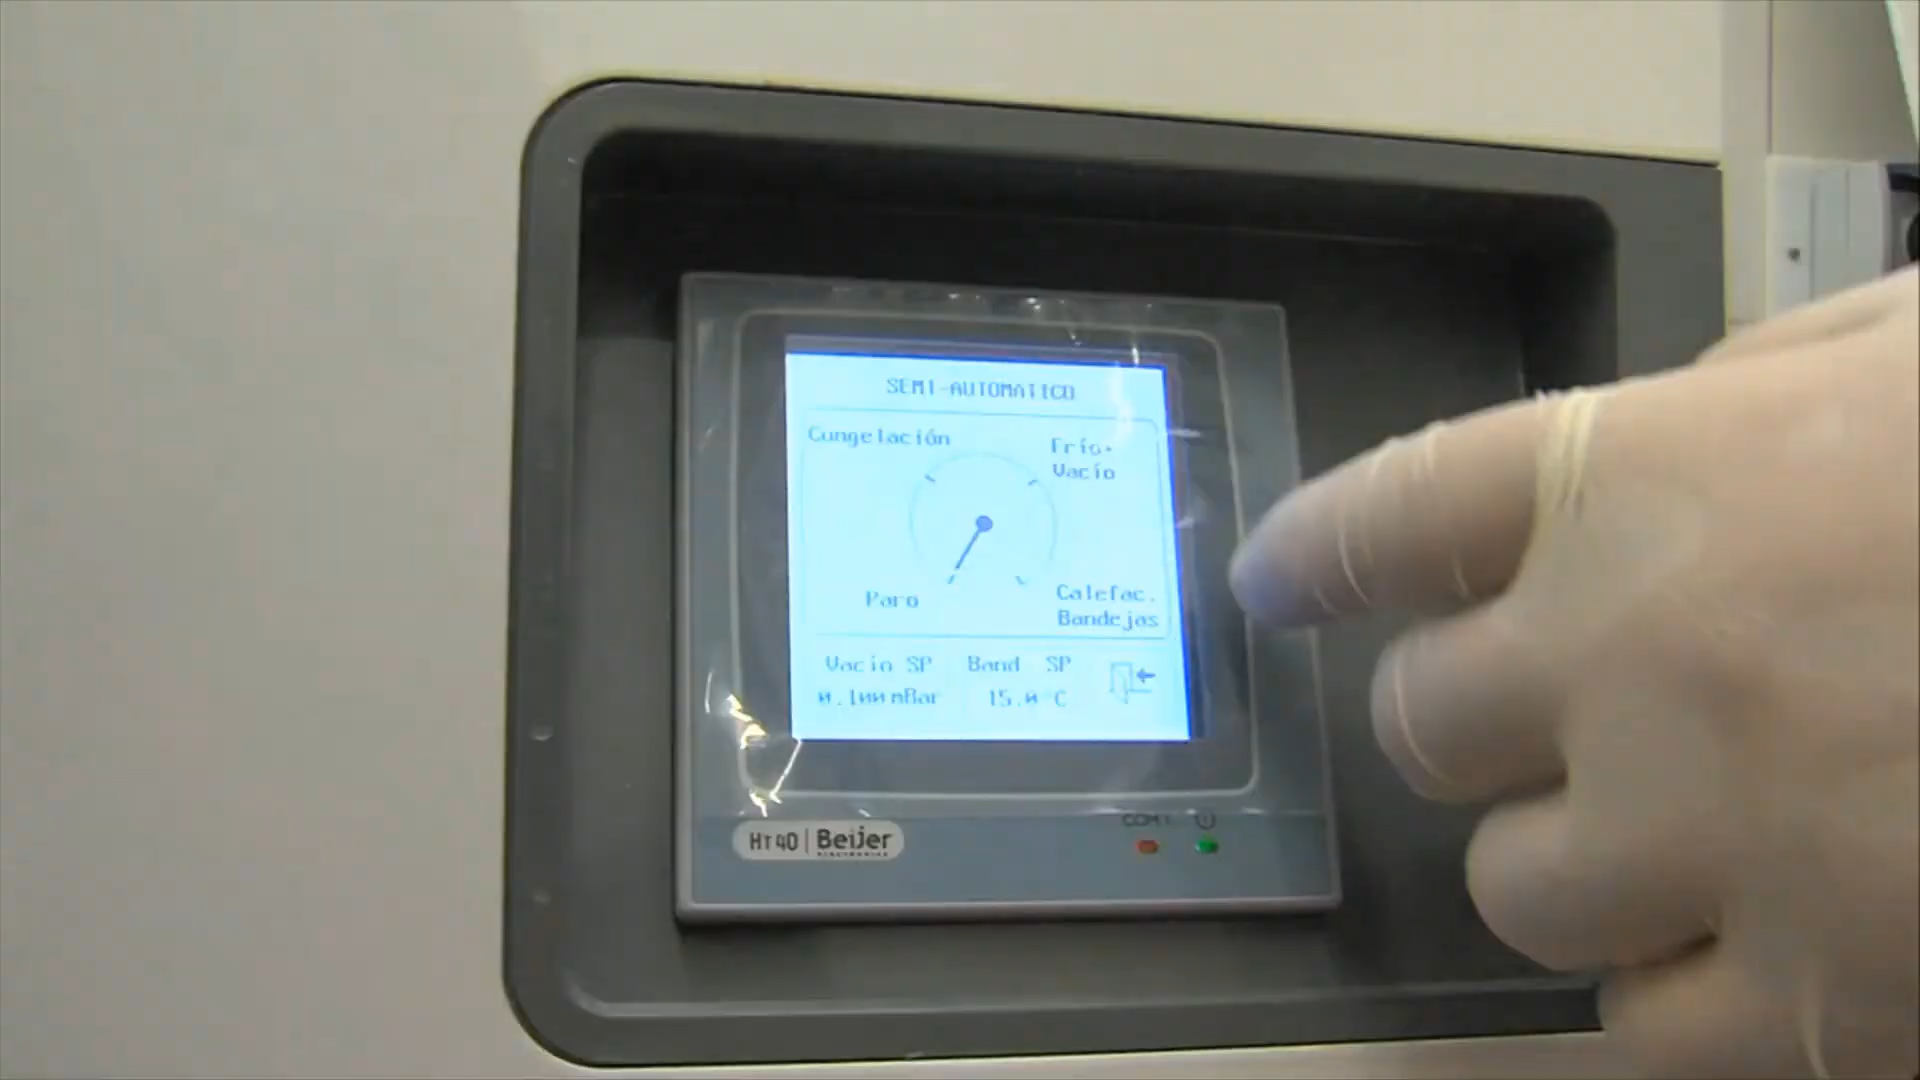 SEMI-AUTOMATICO
Congelación
Frío+
Vacío
Paro
Calefac.
Bandejas
Vacio SP
Band SP
0.100 mBar
15.0 °C
HT40 | Beijer
ELECTRONICS
COM1